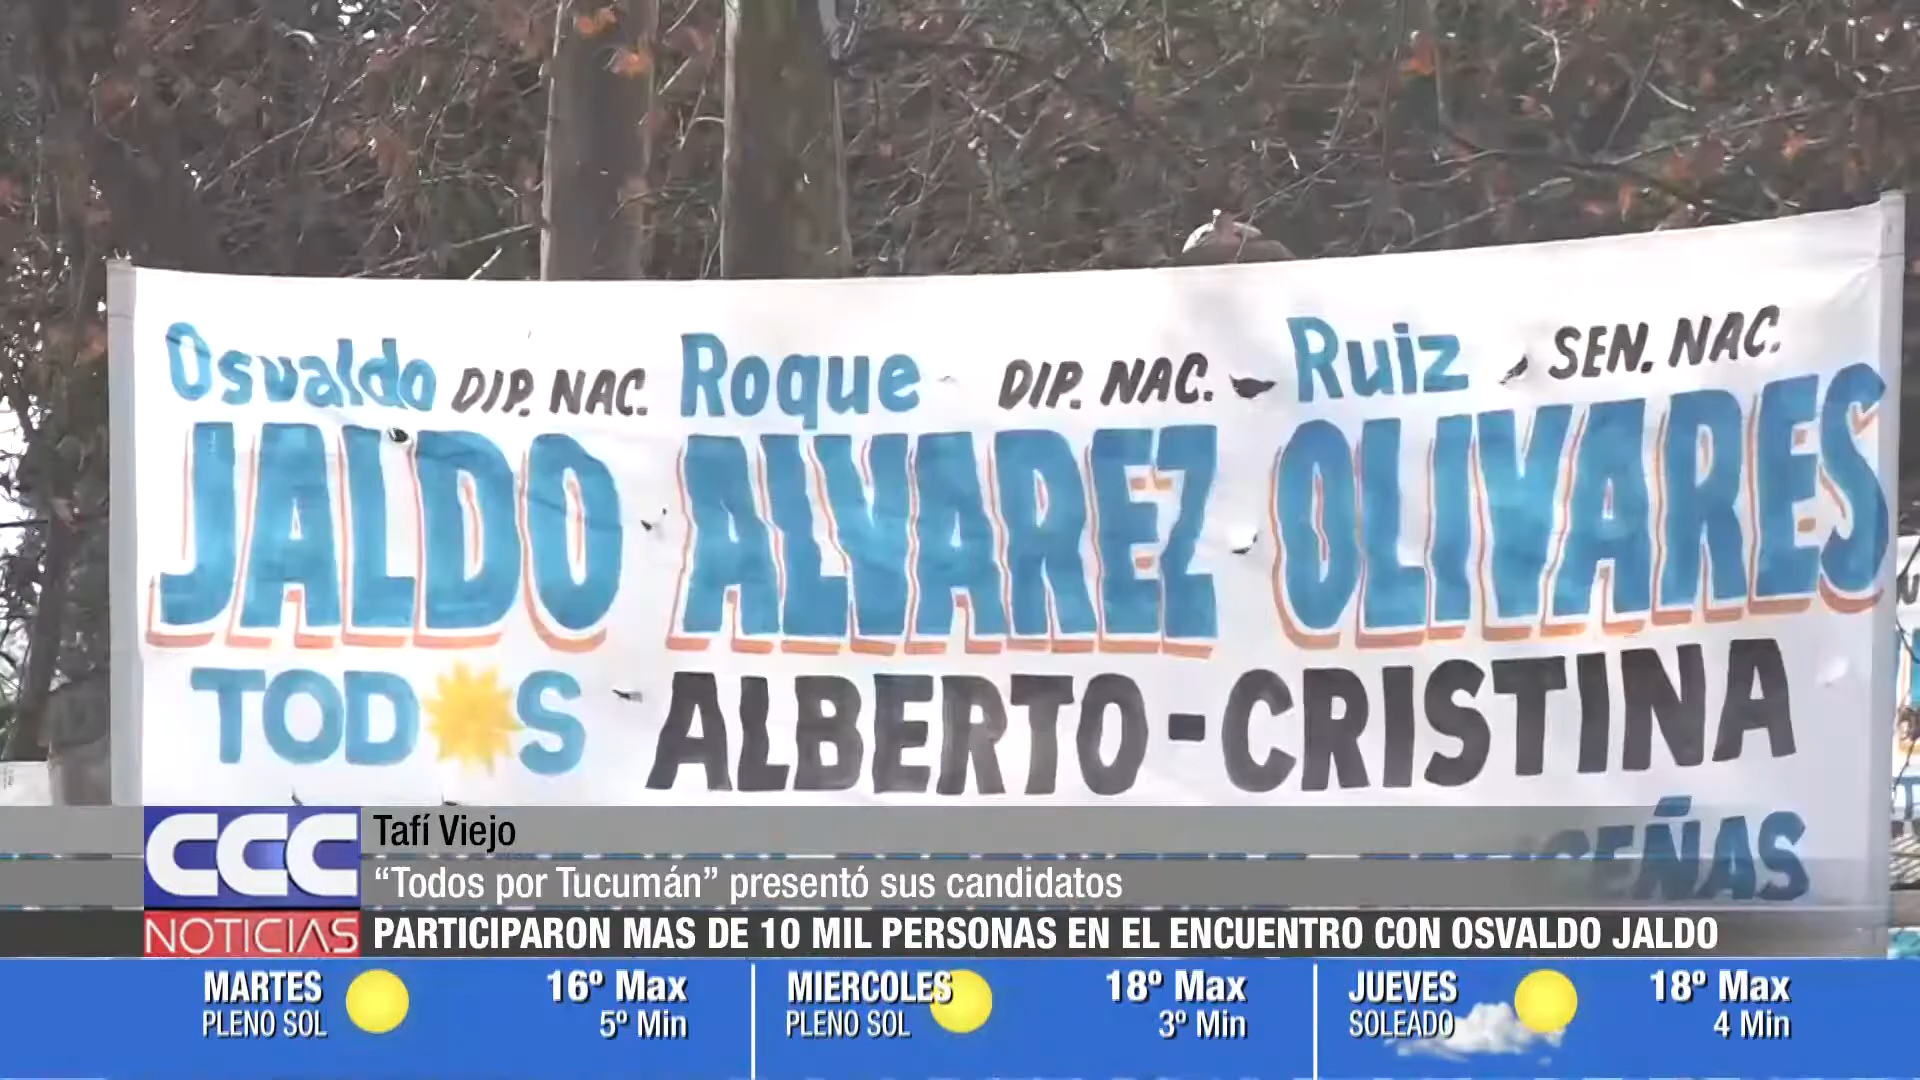 Osvaldo DIP. NAC. Roque DIP. NAC. Ruiz SEN. NAC.
JALDO ALVAREZ OLIVARES
TODOS ALBERTO-CRISTINA
CCC
NOTICIAS
Tafí Viejo
“Todos por Tucumán” presentó sus candidatos
PARTICIPARON MAS DE 10 MIL PERSONAS EN EL ENCUENTRO CON OSVALDO JALDO
MARTES 16º Max
PLENO SOL 5º Min
MIERCOLES 18º Max
PLENO SOL 3º Min
JUEVES 18º Max
SOLEADO 4 Min